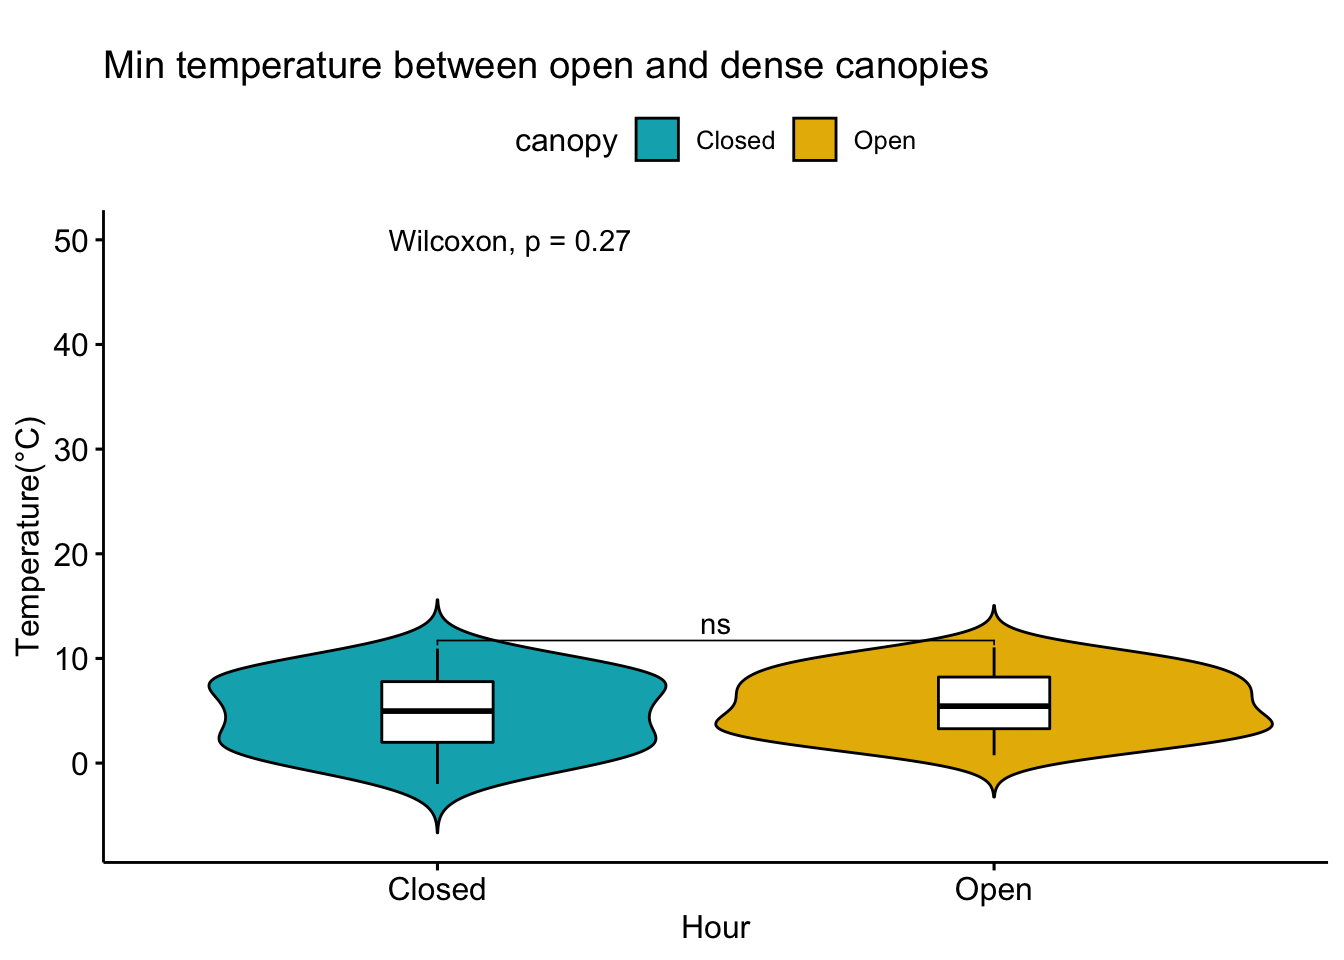 Min temperature between open and dense canopies
canopy Closed Open
Wilcoxon, p = 0.27
50
40
30
20
10
0
Temperature(°C)
ns
Closed Open
Hour